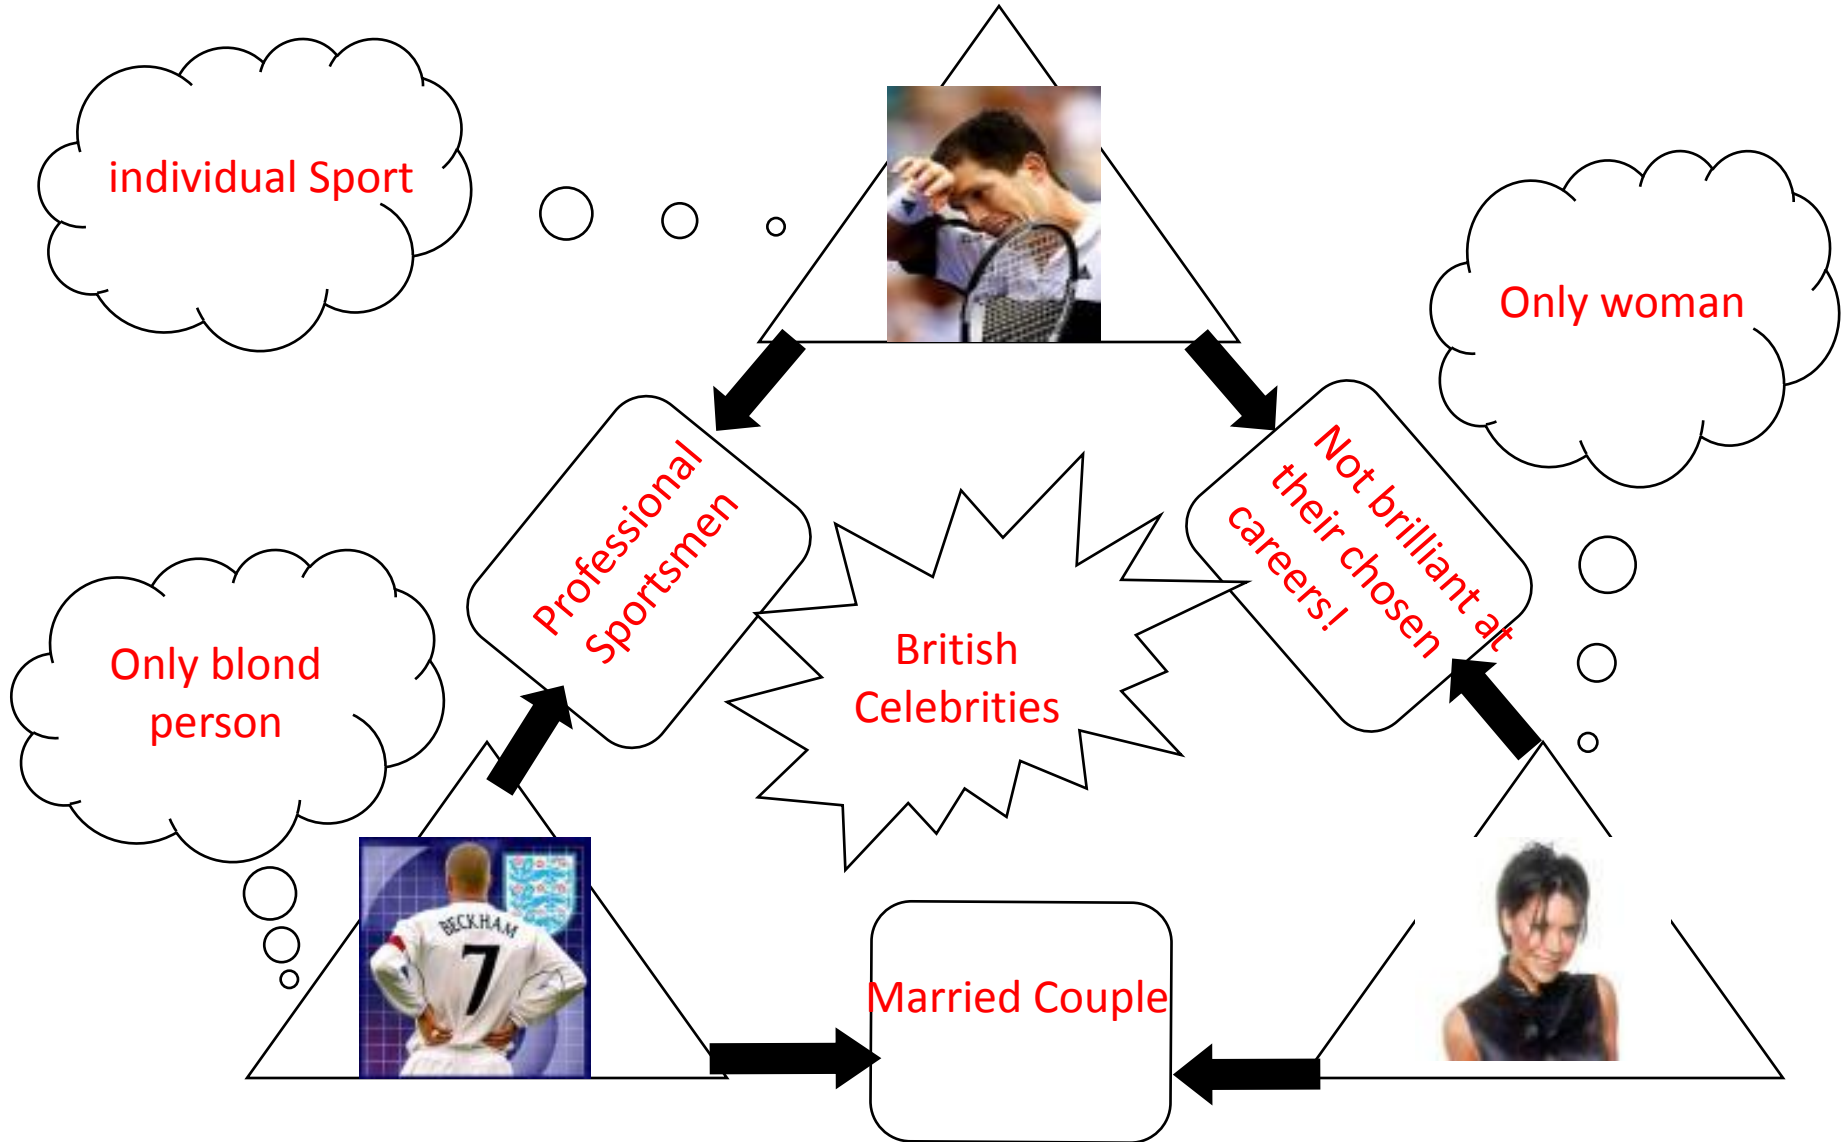 individual Sport
Only woman
Professional
Sportsmen
Not brilliant at
their chosen
careers!
British
Celebrities
Only blond
person
BECKHAM
7
Married Couple